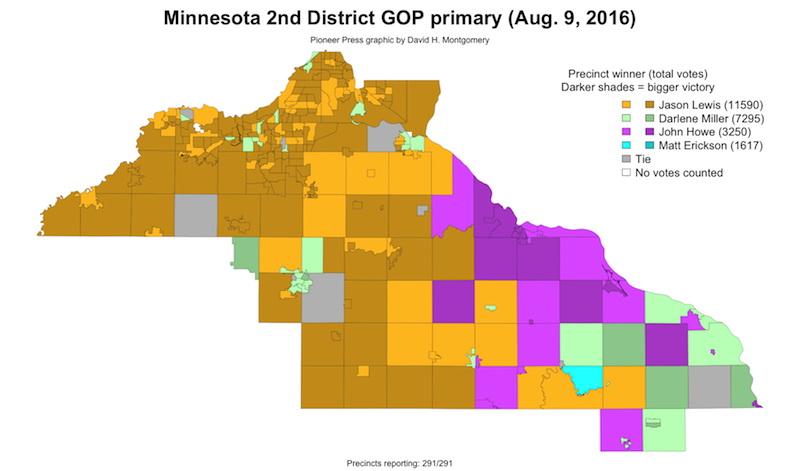 Minnesota 2nd District GOP primary (Aug. 9, 2016)
Pioneer Press graphic by David H. Montgomery
Precinct winner (total votes)
Darker shades = bigger victory
Jason Lewis (11590)
Darlene Miller (7295)
John Howe (3250)
Matt Erickson (1617)
Tie
No votes counted
Precincts reporting: 291/291